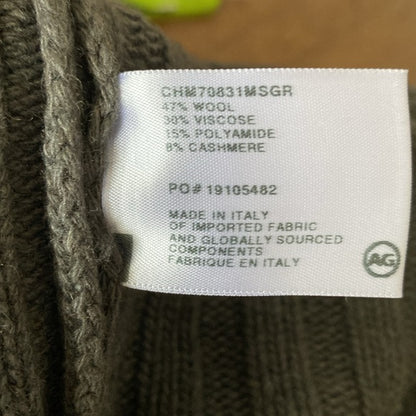 CHM70831MSGR
47% WOOL
30% VISCOSE
15% POLYAMIDE
8% CASHMERE
PO# 19105482
MADE IN ITALY
OF IMPORTED FABRIC
AND GLOBALLY SOURCED
COMPONENTS
FABRIQUE EN ITALY
AG